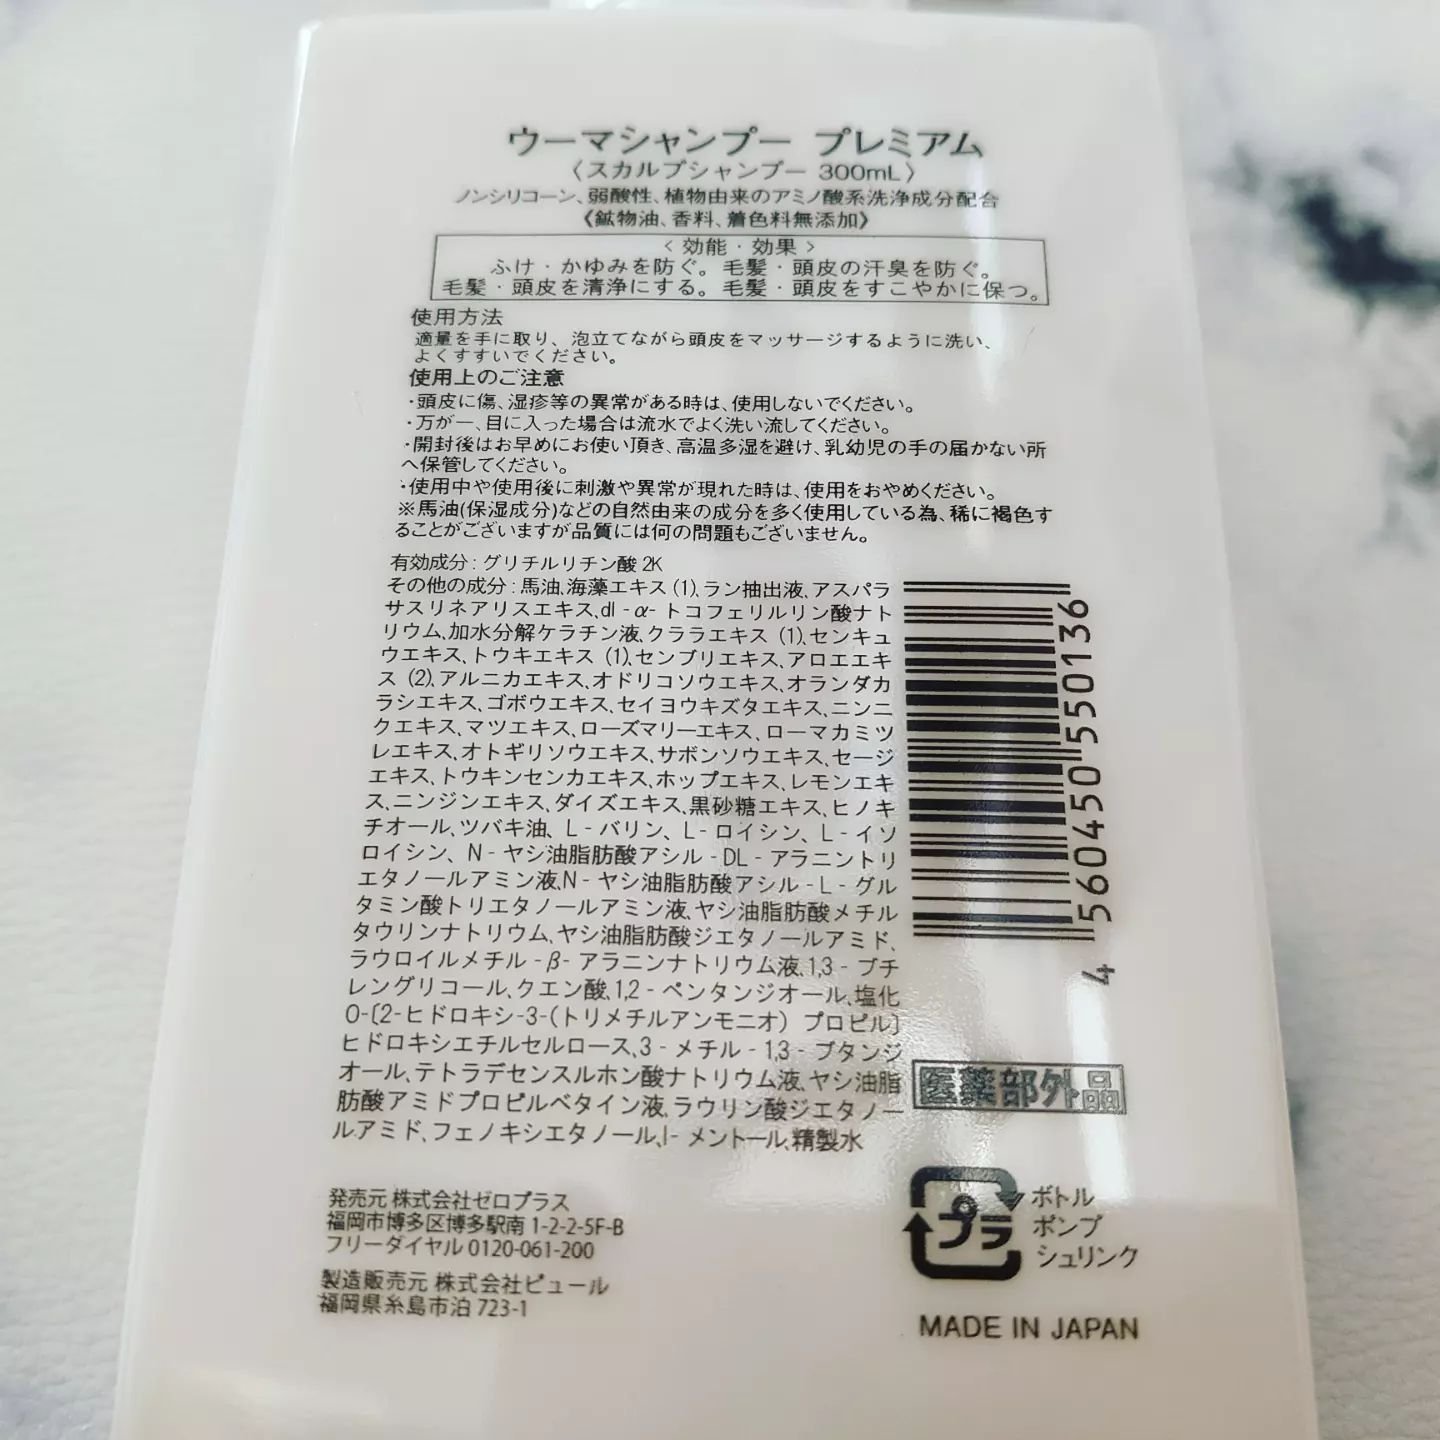 ウーマシャンプー プレミアム
〈スカルプシャンプー 300mL〉
ノンシリコーン、弱酸性、植物由来のアミノ酸系洗浄成分配合
《鉱物油、香料、着色料無添加》
〈効能・効果〉
ふけ・かゆみを防ぐ。毛髪・頭皮の汗臭を防ぐ。
毛髪・頭皮を清浄にする。毛髪・頭皮をすこやかに保つ。
使用方法
適量を手に取り、泡立てながら頭皮をマッサージするように洗い、
よくすすいでください。
使用上のご注意
・頭皮に傷、湿疹等の異常がある時は、使用しないでください。
・万が一、目に入った場合は流水でよく洗い流してください。
・開封後はお早めにお使い頂き、高温多湿を避け、乳幼児の手の届かない所
へ保管してください。
・使用中や使用後に刺激や異常が現れた時は、使用をおやめください。
※馬油(保湿成分)などの自然由来の成分を多く使用している為、稀に褐色す
ることがございますが品質には何の問題もございません。
有効成分：グリチルリチン酸2K
その他の成分：馬油、海藻エキス(1)、ラン抽出液、アスパラ
サスリネアリスエキス、dl-α-トコフェリルリン酸ナト
リウム、加水分解ケラチン液、クララエキス(1)、センキュ
ウエキス、トウキエキス(1)、センブリエキス、アロエエキ
ス(2)、アルニカエキス、オドリコソウエキス、オランダカ
ラシエキス、ゴボウエキス、セイヨウキズタエキス、ニンニ
クエキス、マツエキス、ローズマリーエキス、ローマカミツ
レエキス、オトギリソウエキス、サボンソウエキス、セージ
エキス、トウキンセンカエキス、ホップエキス、レモンエキ
ス、ニンジンエキス、ダイズエキス、黒砂糖エキス、ヒノキ
チオール、ツバキ油、L-バリン、L-ロイシン、L-イソ
ロイシン、N-ヤシ油脂肪酸アシル-DL-アラニントリ
エタノールアミン液、N-ヤシ油脂肪酸アシル-L-グル
タミン酸トリエタノールアミン液、ヤシ油脂肪酸メチル
タウリンナトリウム、ヤシ油脂肪酸ジエタノールアミド、
ラウロイルメチル-β-アラニンナトリウム液、1,3-ブチ
レングリコール、クエン酸、1,2-ペンタンジオール、塩化
O-〔2-ヒドロキシ-3-(トリメチルアンモニオ)プロピル〕
ヒドロキシエチルセルロース、3-メチル-1,3-ブタンジ
オール、テトラデセンスルホン酸ナトリウム液、ヤシ油脂
肪酸アミドプロピルベタイン液、ラウリン酸ジエタノー
ルアミド、フェノキシエタノール、l-メントール、精製水
4 560450 550136
医薬部外品
発売元 株式会社ゼロプラス
福岡市博多区博多駅南1-2-2-5F-B
フリーダイヤル 0120-061-200
製造販売元 株式会社ピュール
福岡県糸島市泊723-1
プラ
ボトル
ポンプ
シュリンク
MADE IN JAPAN